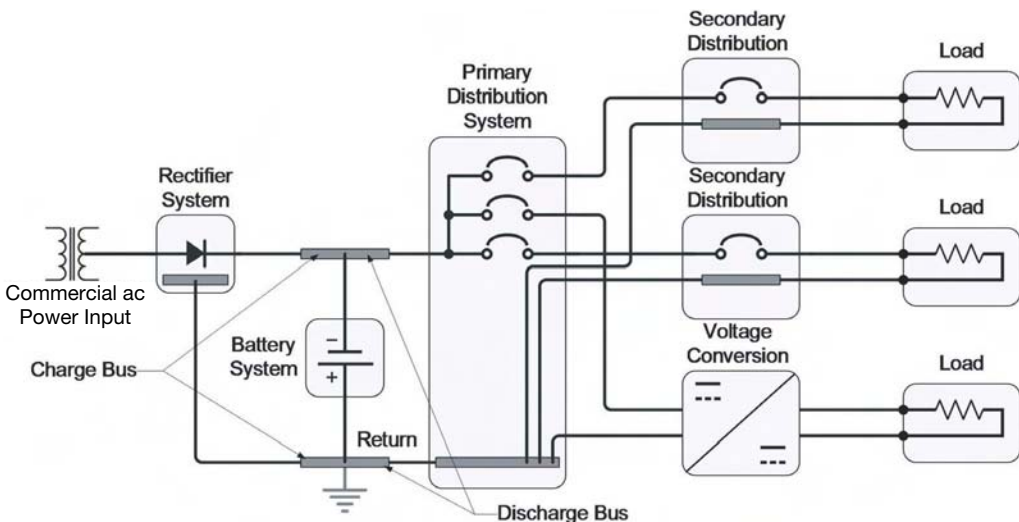 Secondary
Distribution
Load
Primary
Distribution
System
Rectifier
System
Secondary
Distribution
Load
Commercial ac
Power Input
Battery
System
−
+
Voltage
Conversion
Load
Charge Bus
Return
Discharge Bus